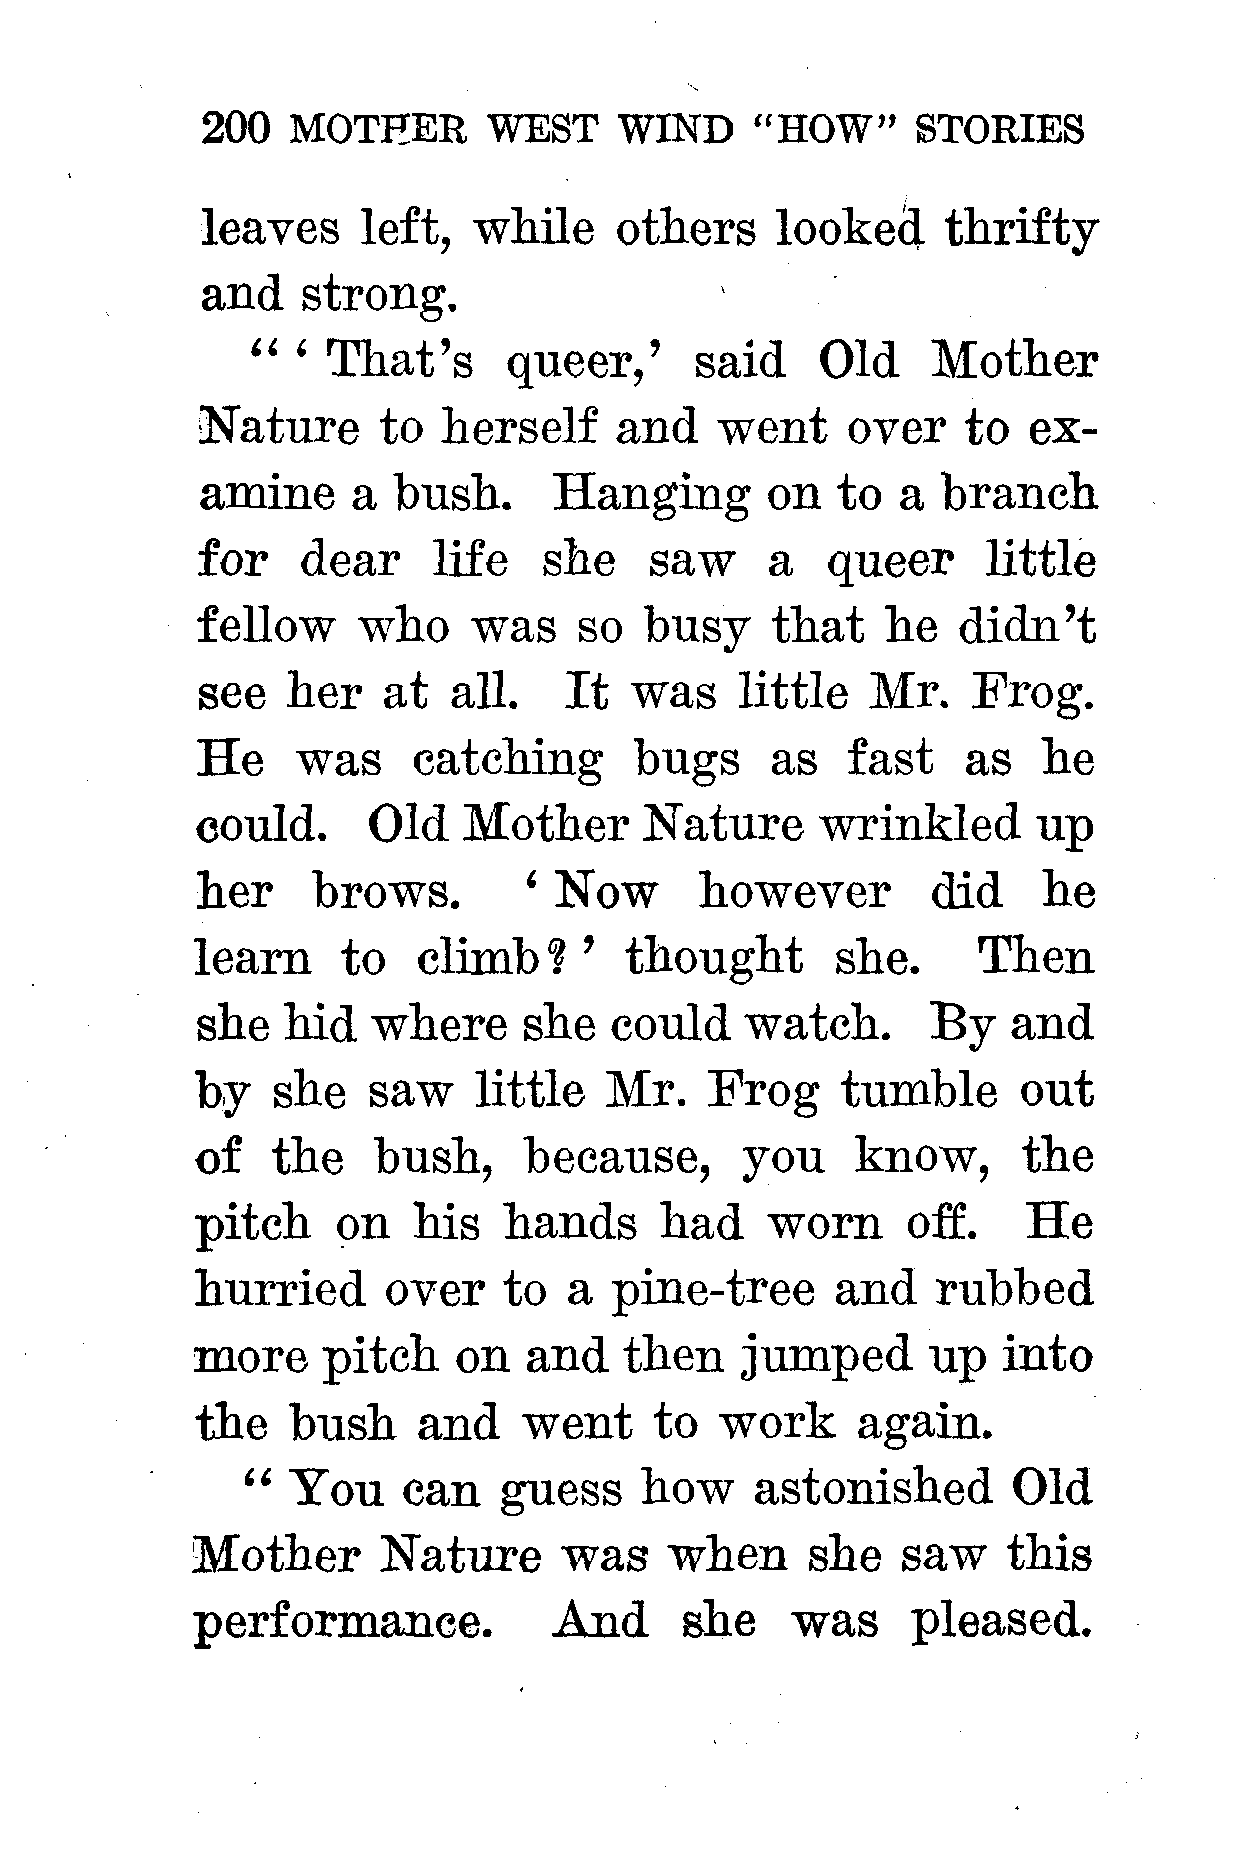 200 MOTHER WEST WIND "HOW" STORIES
leaves left, while others looked thrifty
and strong.
" ' That's queer,' said Old Mother
Nature to herself and went over to ex-
amine a bush. Hanging on to a branch
for dear life she saw a queer little
fellow who was so busy that he didn't
see her at all. It was little Mr. Frog.
He was catching bugs as fast as he
could. Old Mother Nature wrinkled up
her brows. ' Now however did he
learn to climb? ' thought she. Then
she hid where she could watch. By and
by she saw little Mr. Frog tumble out
of the bush, because, you know, the
pitch on his hands had worn off. He
hurried over to a pine-tree and rubbed
more pitch on and then jumped up into
the bush and went to work again.
" You can guess how astonished Old
Mother Nature was when she saw this
performance. And she was pleased.